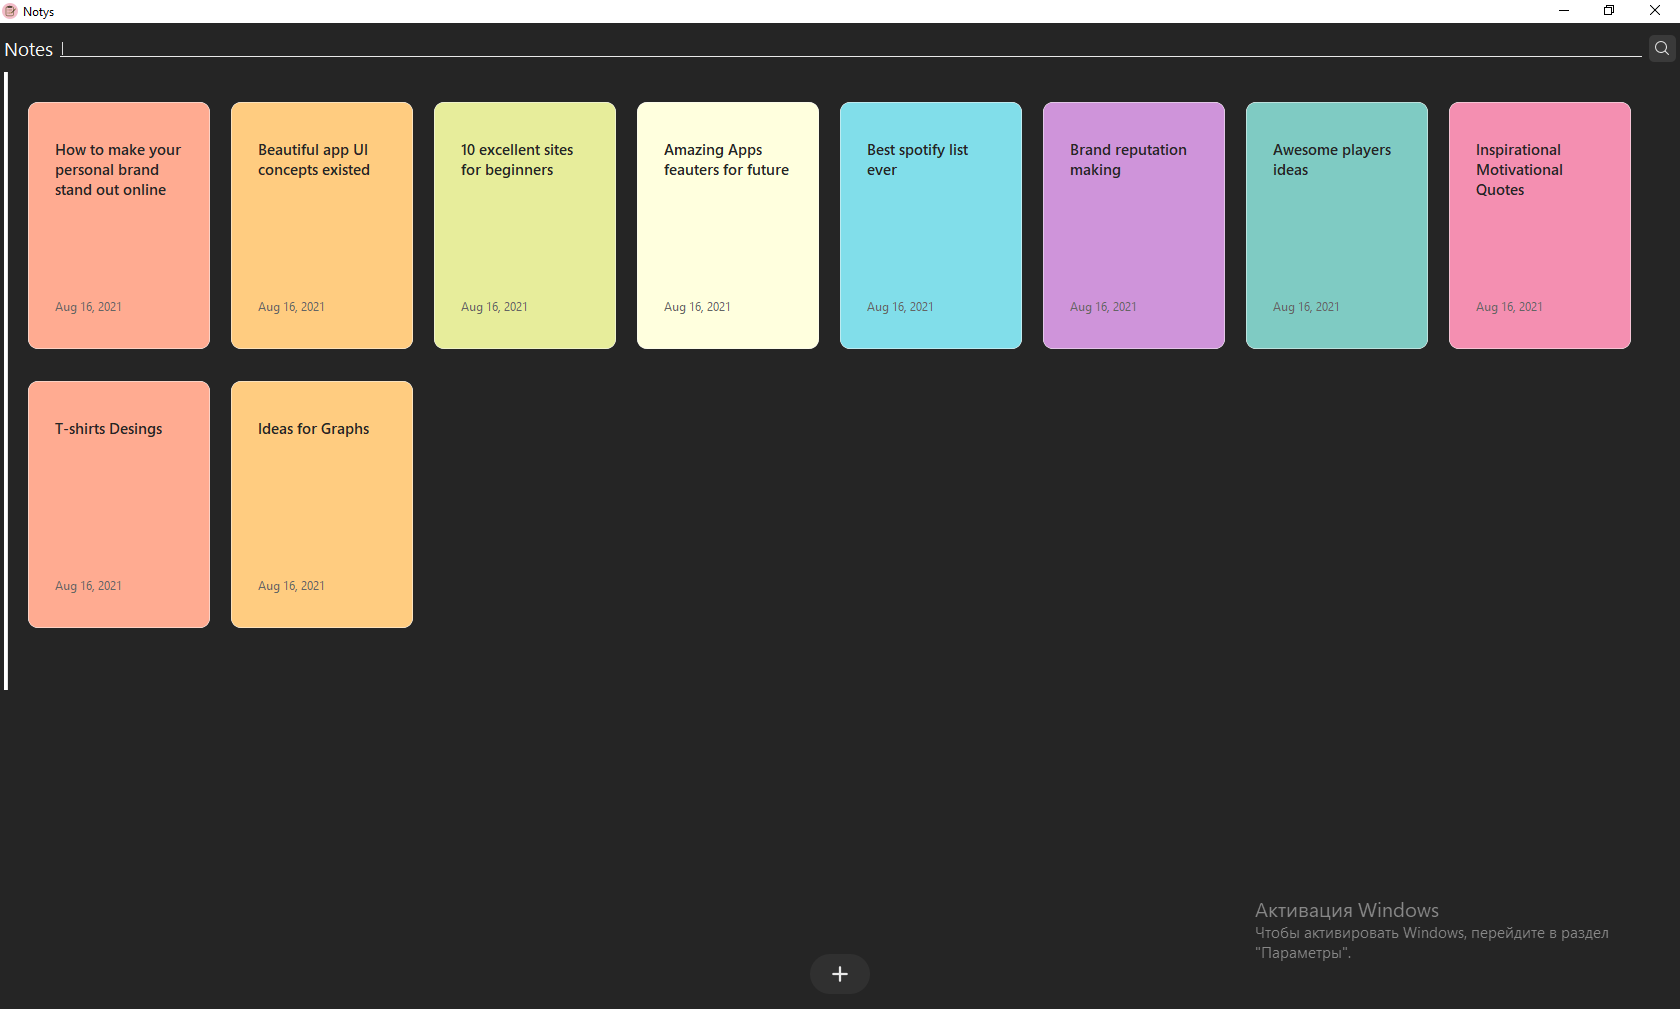 Notys
Notes
How to make your
personal brand
stand out online
Aug 16, 2021
Beautiful app UI
concepts existed
Aug 16, 2021
10 excellent sites
for beginners
Aug 16, 2021
Amazing Apps
feauters for future
Aug 16, 2021
Best spotify list
ever
Aug 16, 2021
Brand reputation
making
Aug 16, 2021
Awesome players
ideas
Aug 16, 2021
Inspirational
Motivational
Quotes
Aug 16, 2021
T-shirts Desings
Aug 16, 2021
Ideas for Graphs
Aug 16, 2021
Активация Windows
Чтобы активировать Windows, перейдите в раздел
"Параметры".